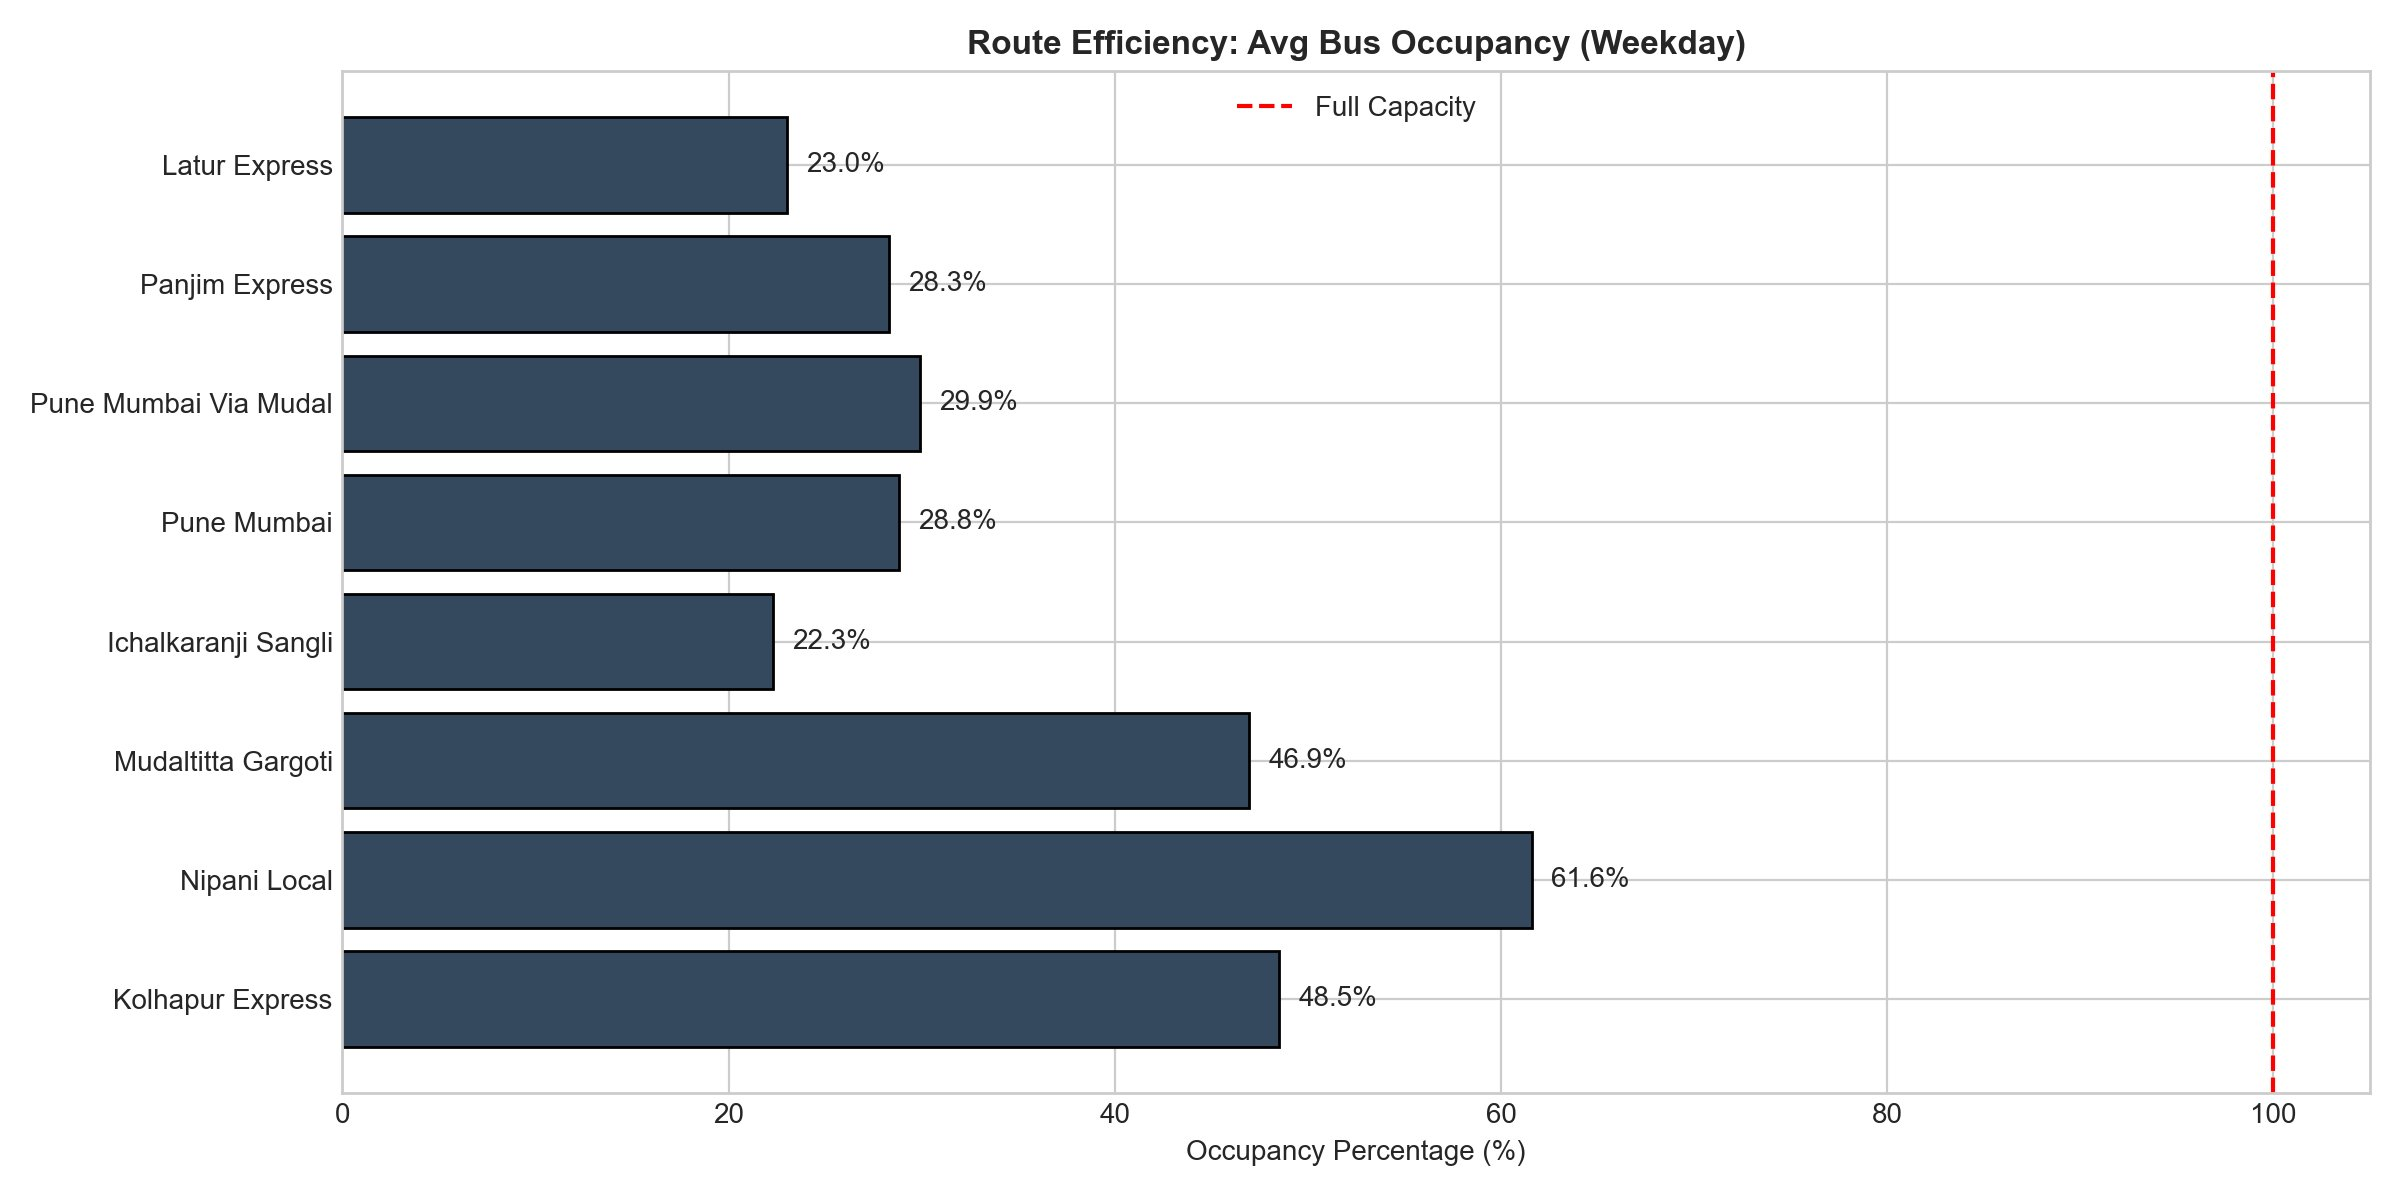 Route Efficiency: Avg Bus Occupancy (Weekday)
Full Capacity
Latur Express
23.0%
Panjim Express
28.3%
Pune Mumbai Via Mudal
29.9%
Pune Mumbai
28.8%
Ichalkaranji Sangli
22.3%
Mudaltitta Gargoti
46.9%
Nipani Local
61.6%
Kolhapur Express
48.5%
0 20 40 60 80 100
Occupancy Percentage (%)